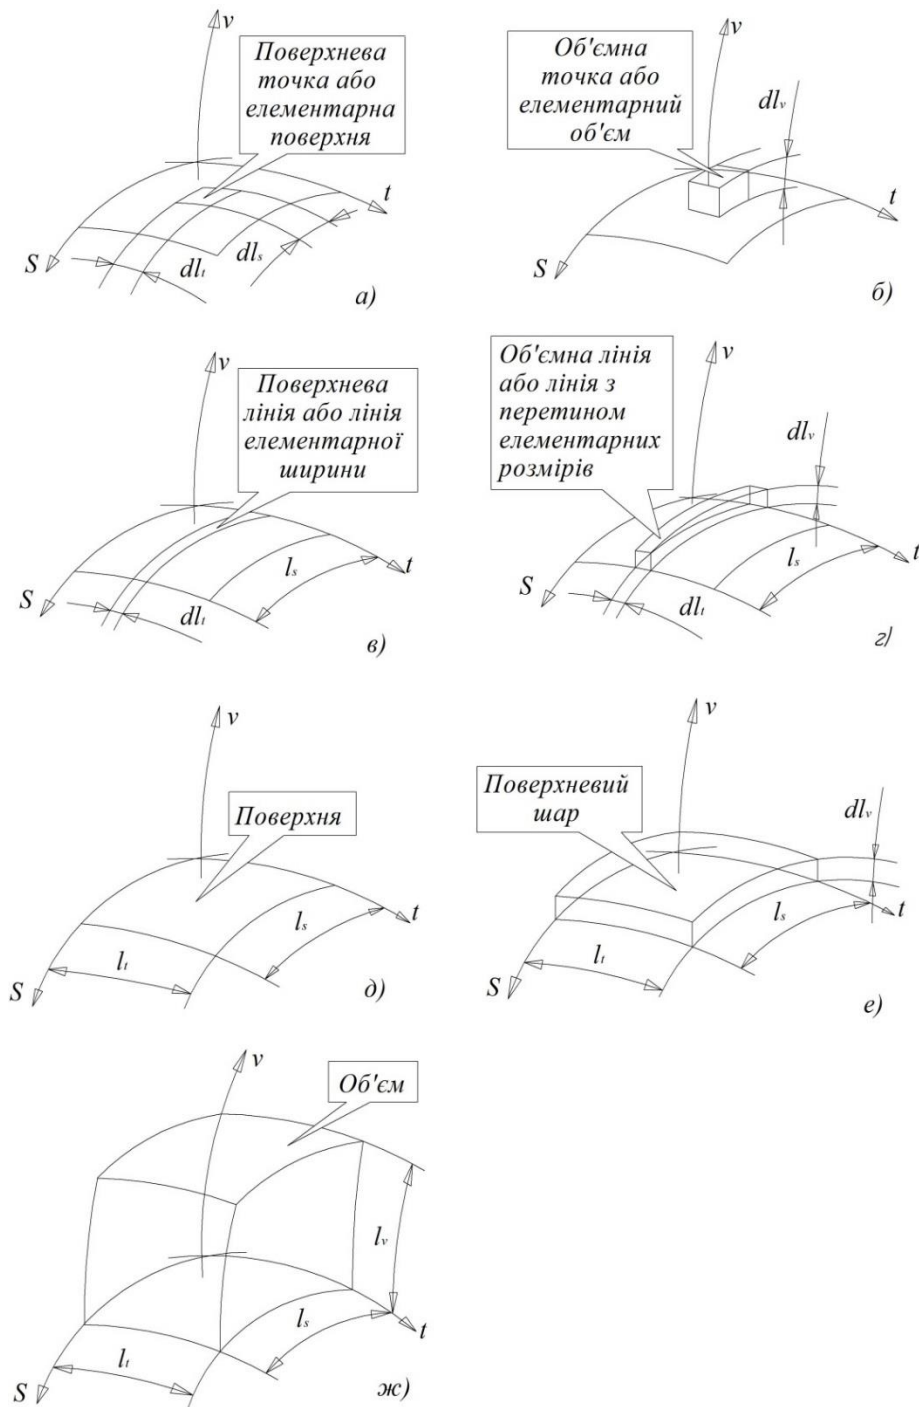 v
Поверхнева
точка або
елементарна
поверхня
t
S
dlₜ
dlₛ
а)
v
Об'ємна
точка або
елементарний
об'єм
dlᵥ
t
S
б)
v
Поверхнева
лінія або лінія
елементарної
ширини
lₛ
t
S
dlₜ
в)
v
Об'ємна лінія
або лінія з
перетином
елементарних
розмірів
dlᵥ
lₛ
t
S
dlₜ
г)
v
Поверхня
lₛ
t
lₜ
S
д)
v
Поверхневий
шар
dlᵥ
lₛ
t
lₜ
S
е)
v
Об'єм
lᵥ
lₛ
t
lₜ
S
ж)